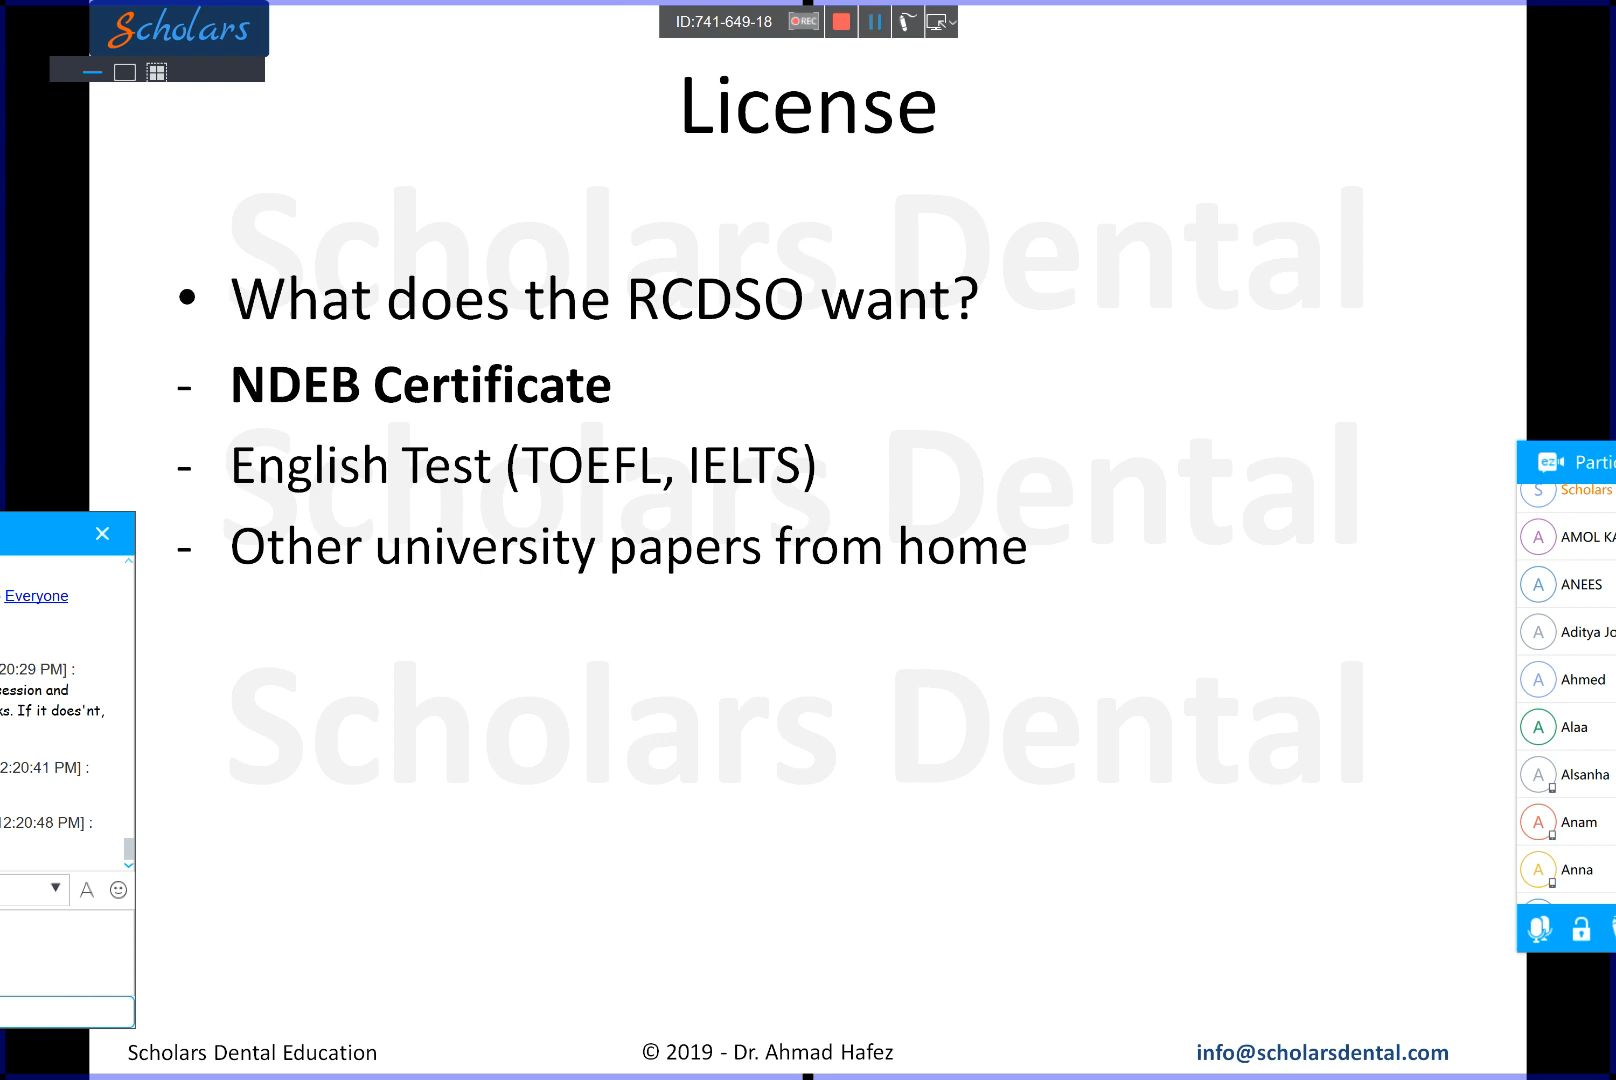 Scholars
ID:741-649-18
REC
License
Scholars Dental
• What does the RCDSO want?
- NDEB Certificate
Scholars Dental
- English Test (TOEFL, IELTS)
- Other university papers from home
Scholars Dental
Everyone
20:29 PM] :
session and
ks. If it does'nt,
2:20:41 PM] :
12:20:48 PM] :
A
ez Partic
S Scholars
A AMOL KA
A ANEES
A Aditya Jo
A Ahmed
A Alaa
A Alsanha
A Anam
A Anna
Scholars Dental Education
© 2019 - Dr. Ahmad Hafez
info@scholarsdental.com